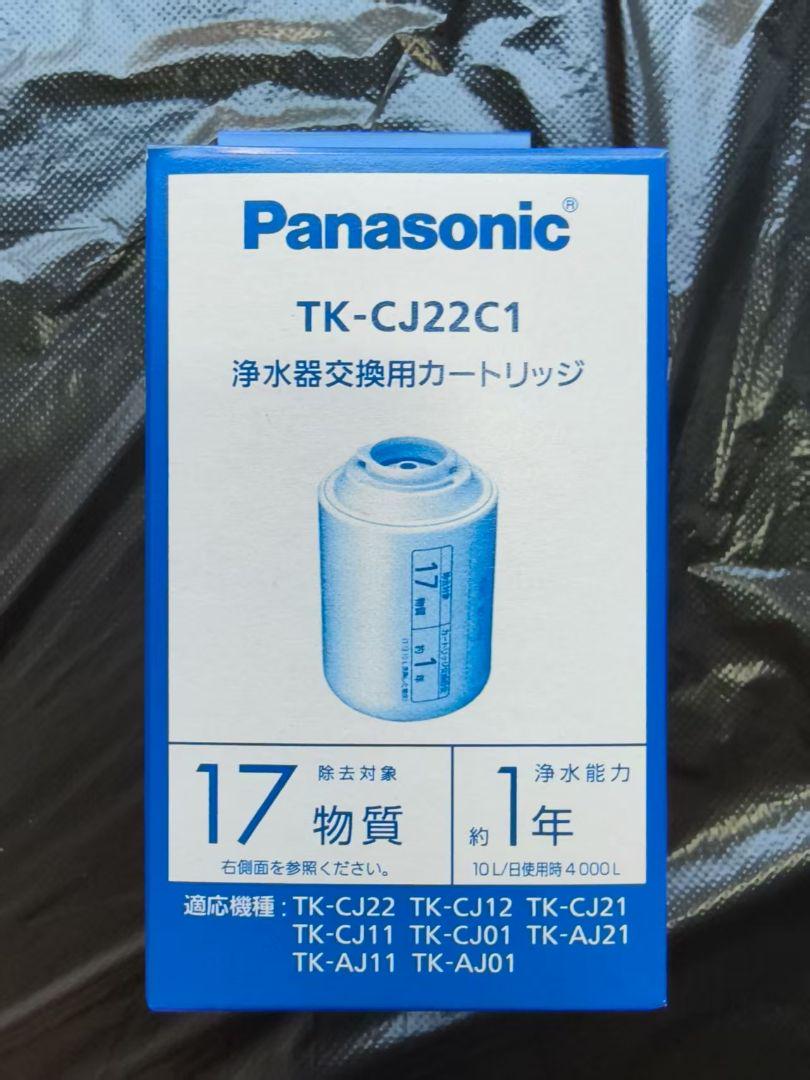 Panasonic®
TK-CJ22C1
浄水器交換用カートリッジ
17
物質
約1年
17 除去対象 物質
右側面を参照ください。
浄水能力
約1年
10L/日使用時4000L
適応機種:TK-CJ22 TK-CJ12 TK-CJ21
TK-CJ11 TK-CJ01 TK-AJ21
TK-AJ11 TK-AJ01